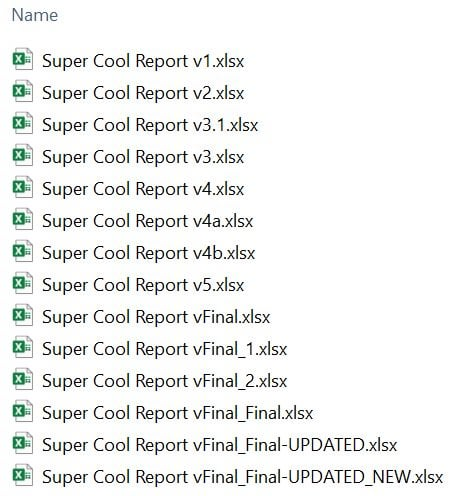 Name
Super Cool Report v1.xlsx
Super Cool Report v2.xlsx
Super Cool Report v3.1.xlsx
Super Cool Report v3.xlsx
Super Cool Report v4.xlsx
Super Cool Report v4a.xlsx
Super Cool Report v4b.xlsx
Super Cool Report v5.xlsx
Super Cool Report vFinal.xlsx
Super Cool Report vFinal_1.xlsx
Super Cool Report vFinal_2.xlsx
Super Cool Report vFinal_Final.xlsx
Super Cool Report vFinal_Final-UPDATED.xlsx
Super Cool Report vFinal_Final-UPDATED_NEW.xlsx